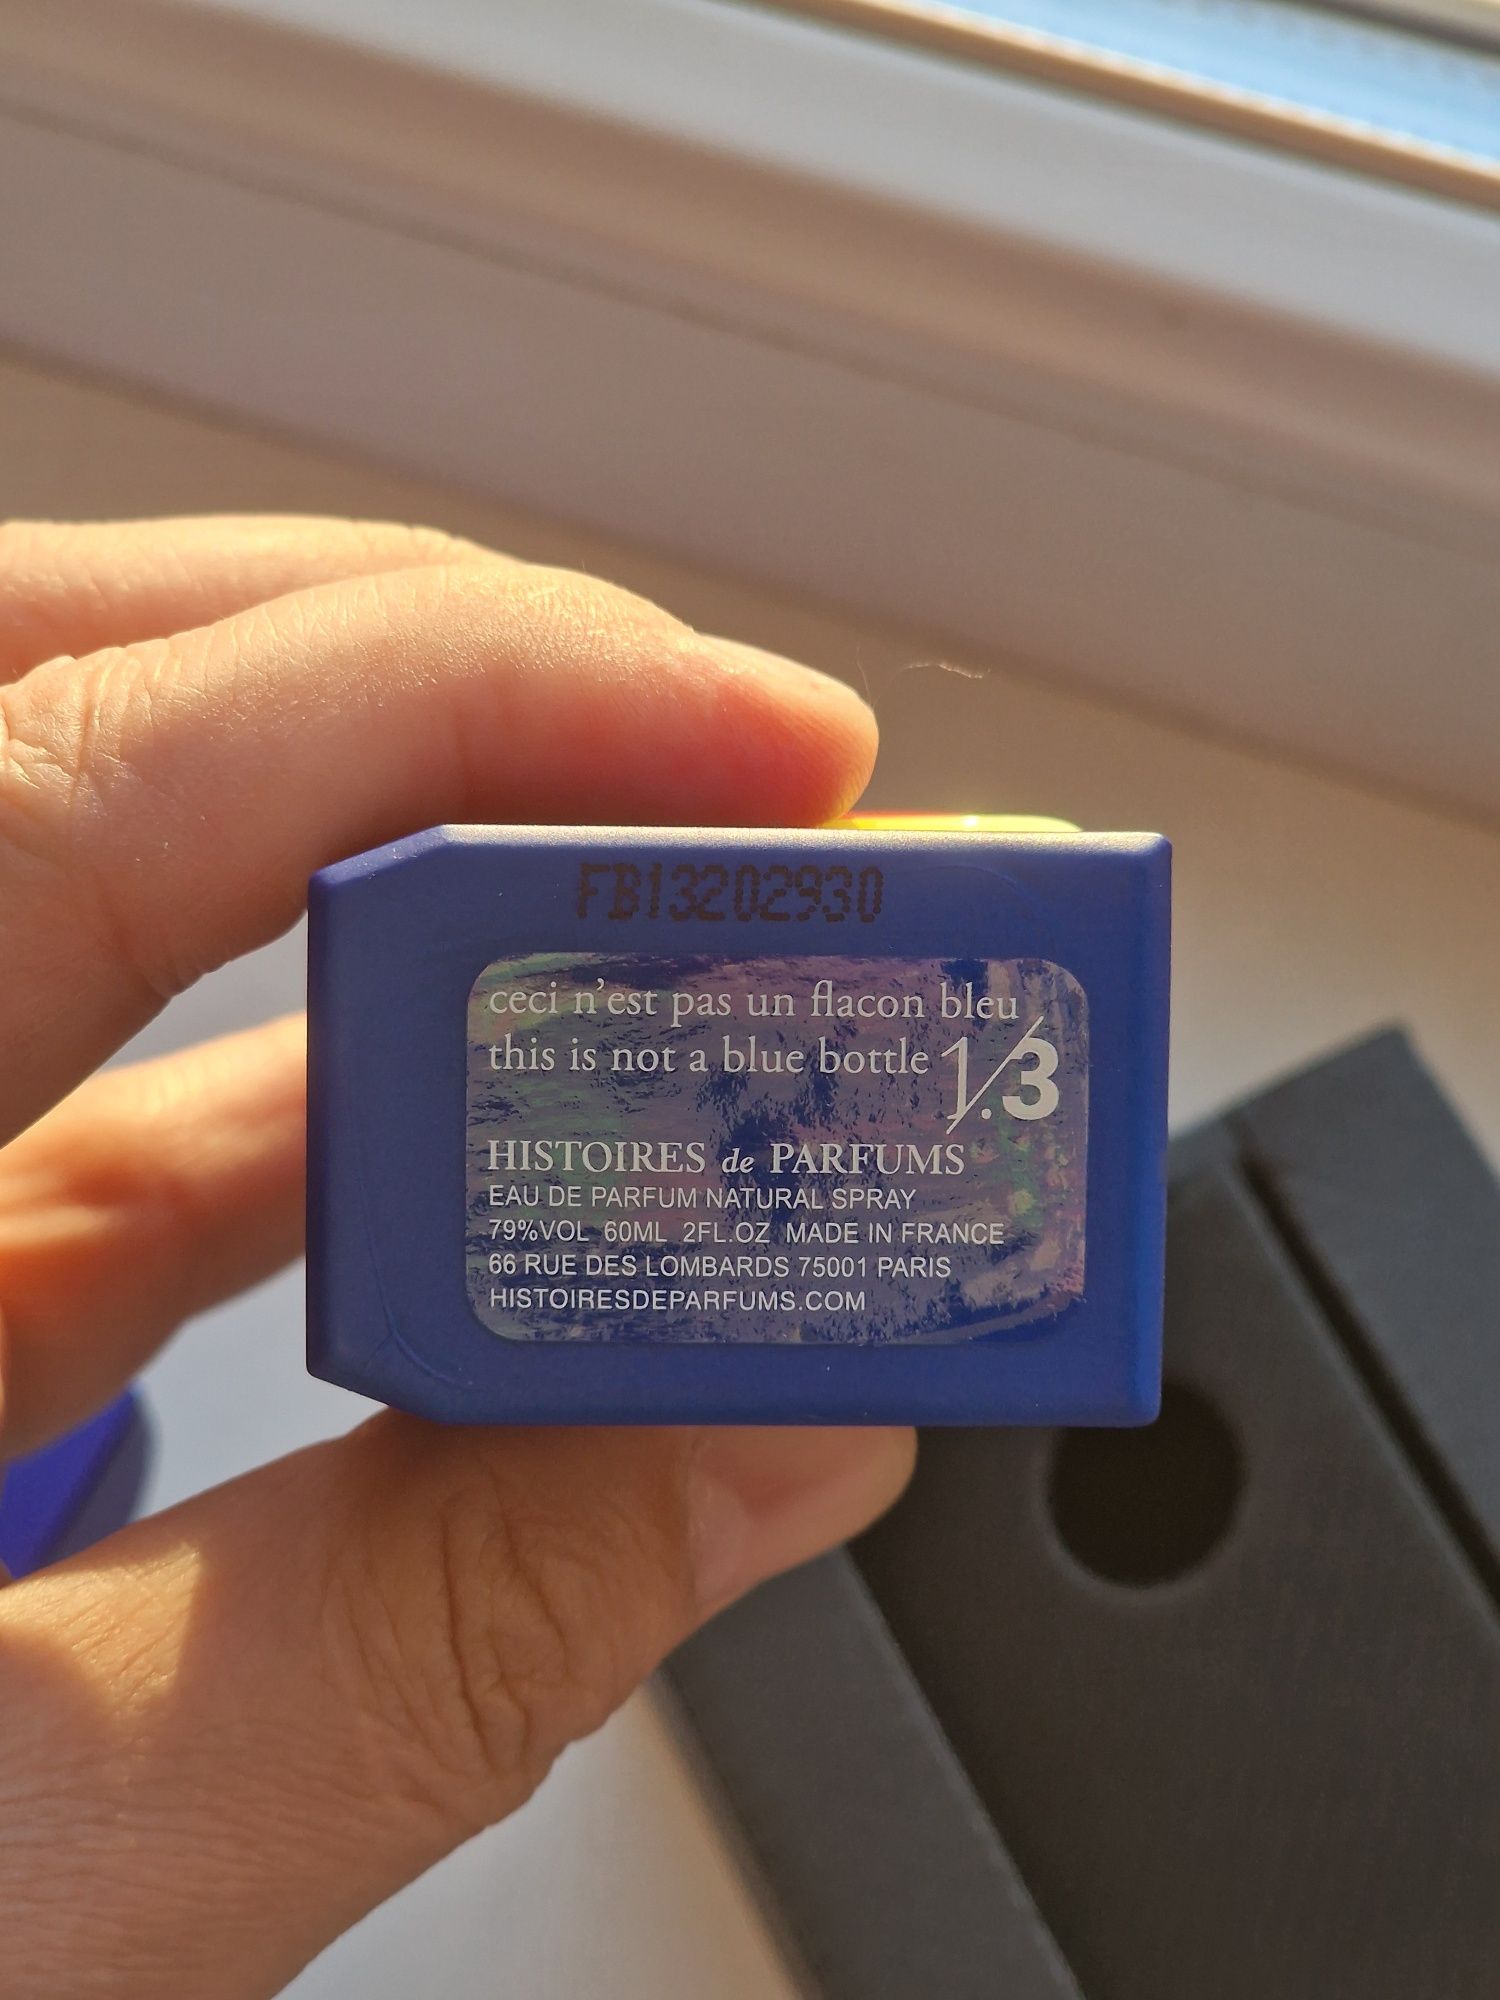 FB13202930
ceci n'est pas un flacon bleu
this is not a blue bottle 1/.3
HISTOIRES de PARFUMS
EAU DE PARFUM NATURAL SPRAY
79%VOL 60ML 2FL.OZ MADE IN FRANCE
66 RUE DES LOMBARDS 75001 PARIS
HISTOIRESDEPARFUMS.COM